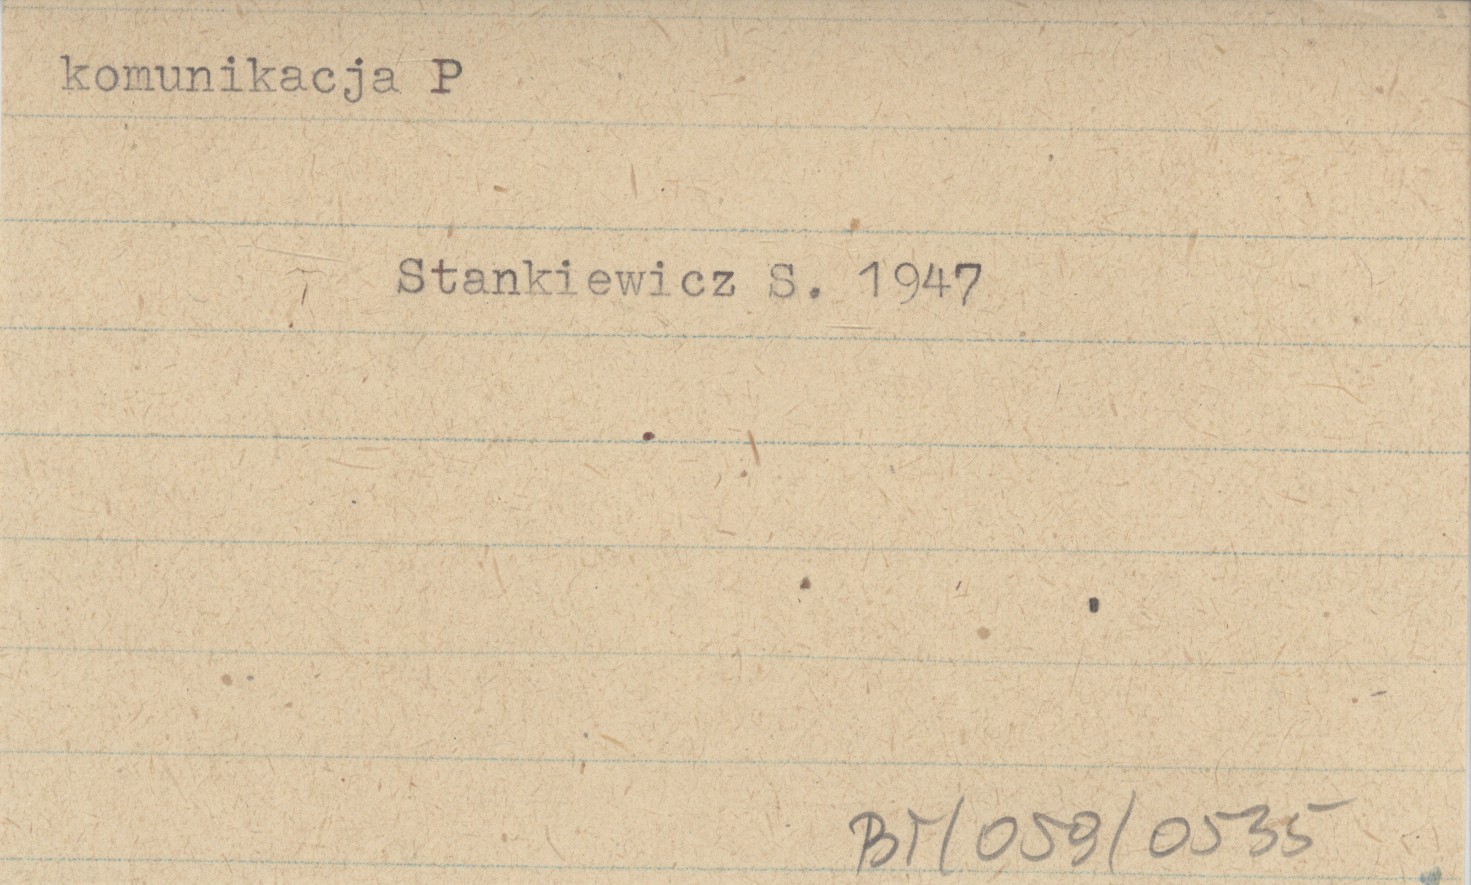 komunikacja P
Stankiewicz S. 1947
BT/059/0535